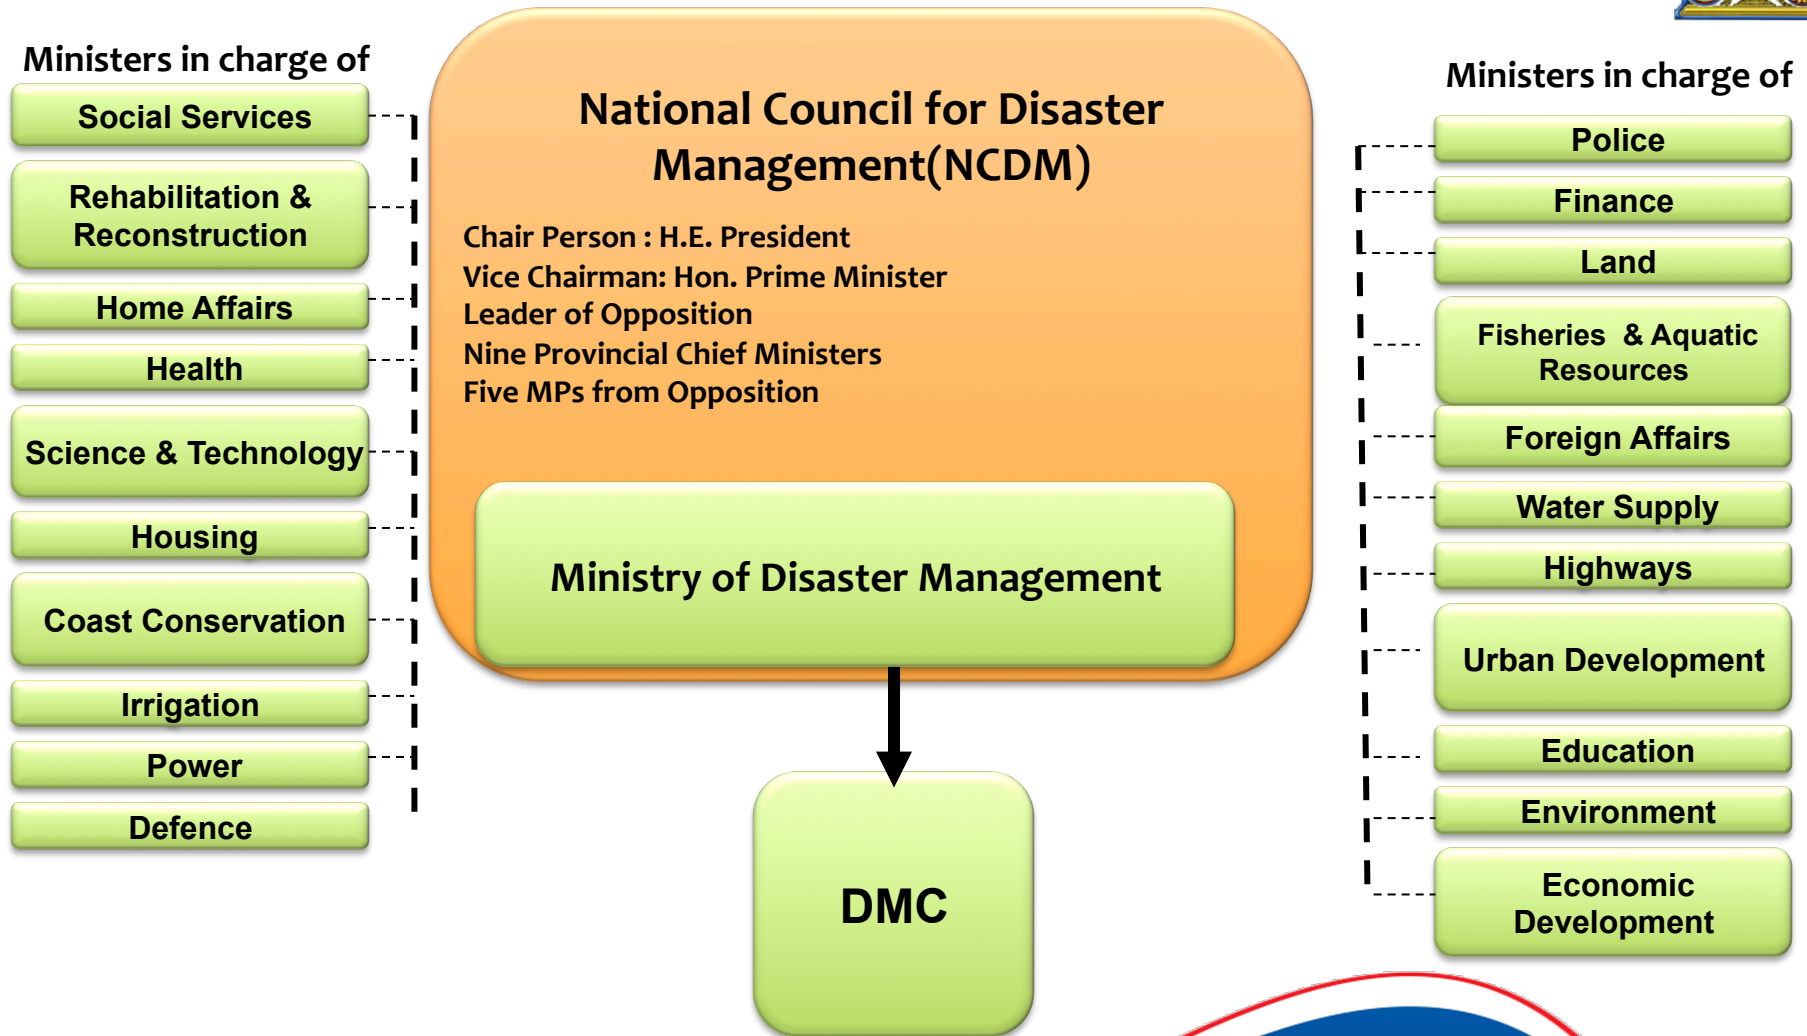 Ministers in charge of
Social Services
Rehabilitation &
Reconstruction
Home Affairs
Health
Science & Technology
Housing
Coast Conservation
Irrigation
Power
Defence
National Council for Disaster
Management(NCDM)
Chair Person : H.E. President
Vice Chairman: Hon. Prime Minister
Leader of Opposition
Nine Provincial Chief Ministers
Five MPs from Opposition
Ministry of Disaster Management
DMC
Ministers in charge of
Police
Finance
Land
Fisheries & Aquatic
Resources
Foreign Affairs
Water Supply
Highways
Urban Development
Education
Environment
Economic
Development